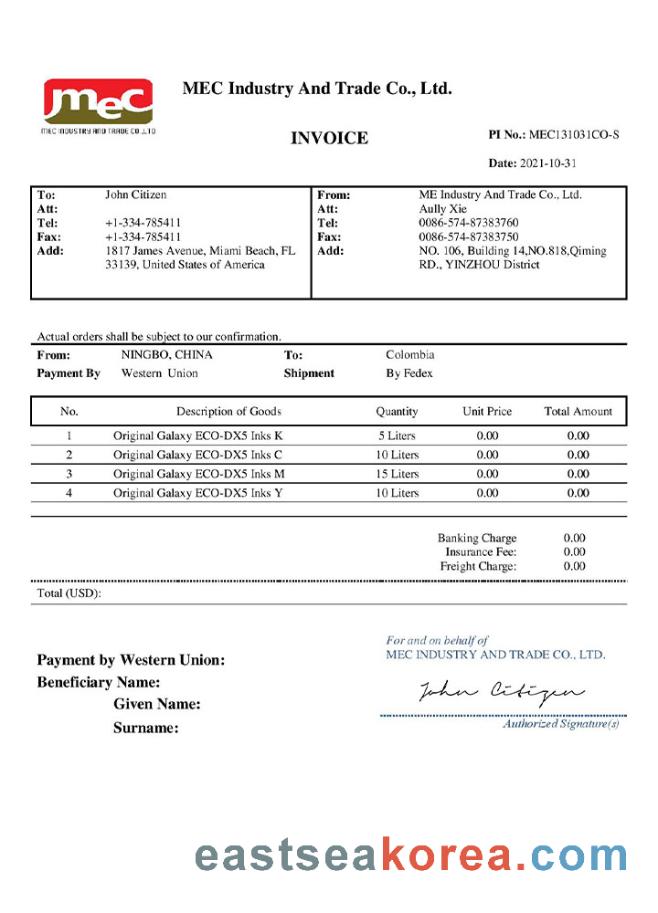 MEC Industry And Trade Co., Ltd.
mec
MEC INDUSTRY AND TRADE CO.,LTD
INVOICE
PI No.: MEC131031CO-S
Date: 2021-10-31
To: John Citizen
Att:
Tel: +1-334-785411
Fax: +1-334-785411
Add: 1817 James Avenue, Miami Beach, FL
33139, United States of America
From: ME Industry And Trade Co., Ltd.
Att: Aully Xie
Tel: 0086-574-87383760
Fax: 0086-574-87383750
Add: NO. 106, Building 14,NO.818,Qiming
RD., YINZHOU District
Actual orders shall be subject to our confirmation.
From: NINGBO, CHINA To: Colombia
Payment By Western Union Shipment By Fedex
No. Description of Goods Quantity Unit Price Total Amount
1 Original Galaxy ECO-DX5 Inks K 5 Liters 0.00 0.00
2 Original Galaxy ECO-DX5 Inks C 10 Liters 0.00 0.00
3 Original Galaxy ECO-DX5 Inks M 15 Liters 0.00 0.00
4 Original Galaxy ECO-DX5 Inks Y 10 Liters 0.00 0.00
Banking Charge 0.00
Insurance Fee: 0.00
Freight Charge: 0.00
Total (USD):
Payment by Western Union:
Beneficiary Name:
Given Name:
Surname:
For and on behalf of
MEC INDUSTRY AND TRADE CO., LTD.
John Citizen
Authorized Signature(s)
eastseakorea.com